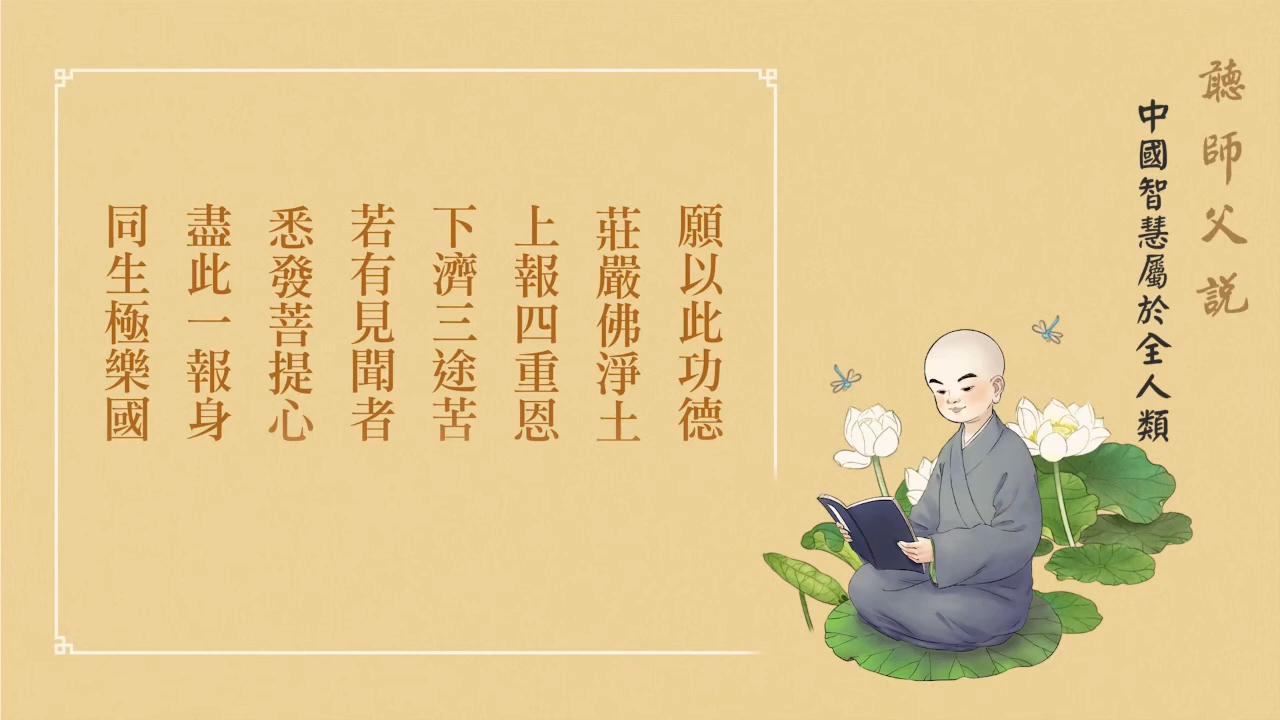 聽師父説
中國智慧屬於全人類
願以此功德
莊嚴佛淨土
上報四重恩
下濟三途苦
若有見聞者
悉發菩提心
盡此一報身
同生極樂國